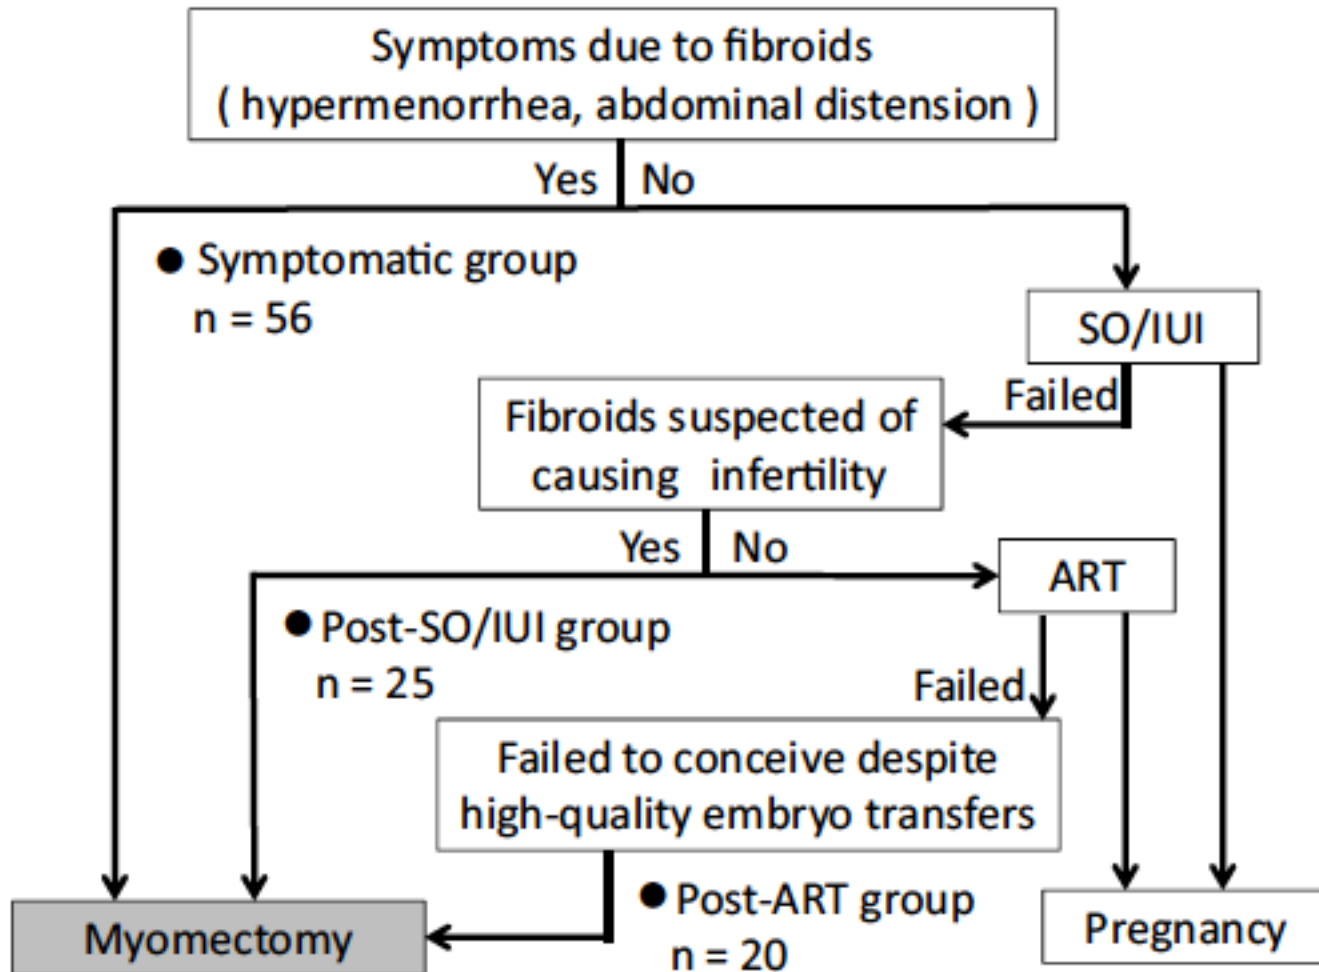 Symptoms due to fibroids
( hypermenorrhea, abdominal distension )
Yes No
● Symptomatic group
n = 56
SO/IUI
Failed
Fibroids suspected of
causing infertility
Yes No
ART
● Post-SO/IUI group
n = 25
Failed
Failed to conceive despite
high-quality embryo transfers
● Post-ART group
n = 20
Myomectomy
Pregnancy